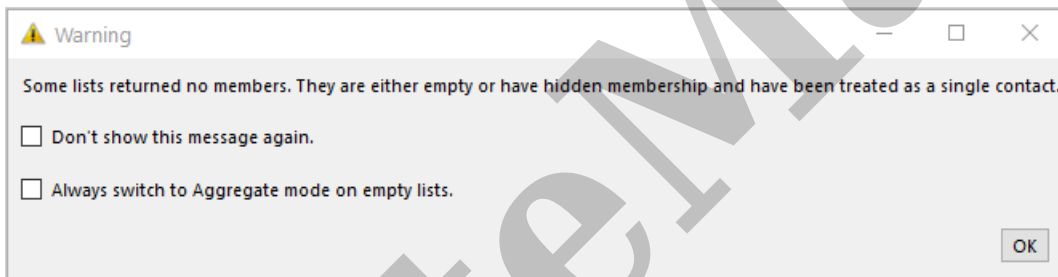 Warning
Some lists returned no members. They are either empty or have hidden membership and have been treated as a single contact.
Don't show this message again.
Always switch to Aggregate mode on empty lists.
OK